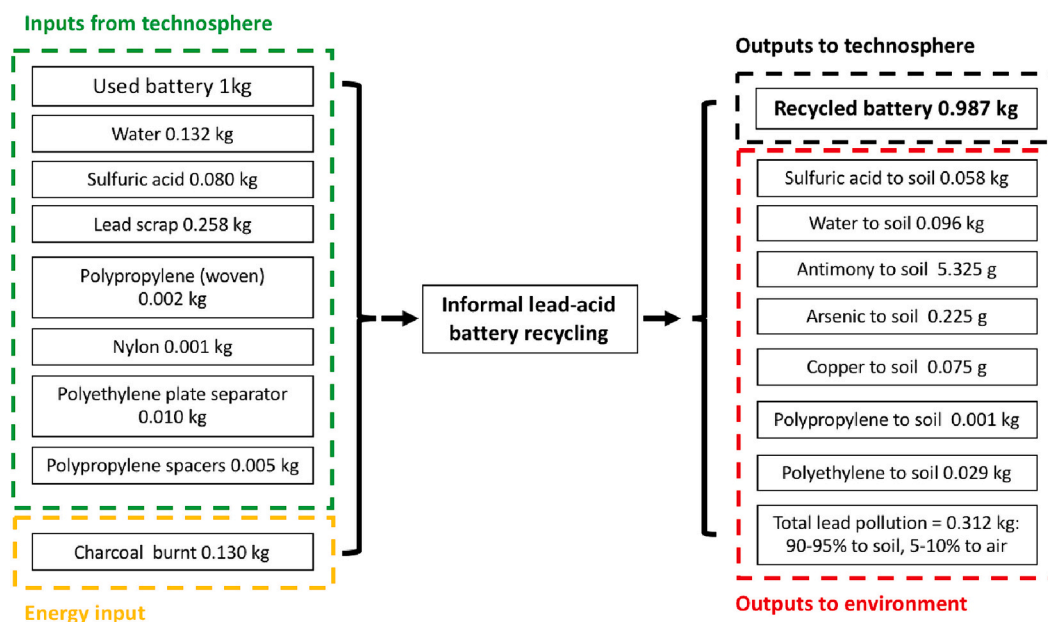 Inputs from technosphere
Used battery 1kg
Water 0.132 kg
Sulfuric acid 0.080 kg
Lead scrap 0.258 kg
Polypropylene (woven)
0.002 kg
Nylon 0.001 kg
Polyethylene plate separator
0.010 kg
Polypropylene spacers 0.005 kg
Charcoal burnt 0.130 kg
Energy input
Informal lead-acid
battery recycling
Outputs to technosphere
Recycled battery 0.987 kg
Sulfuric acid to soil 0.058 kg
Water to soil 0.096 kg
Antimony to soil 5.325 g
Arsenic to soil 0.225 g
Copper to soil 0.075 g
Polypropylene to soil 0.001 kg
Polyethylene to soil 0.029 kg
Total lead pollution = 0.312 kg:
90-95% to soil, 5-10% to air
Outputs to environment